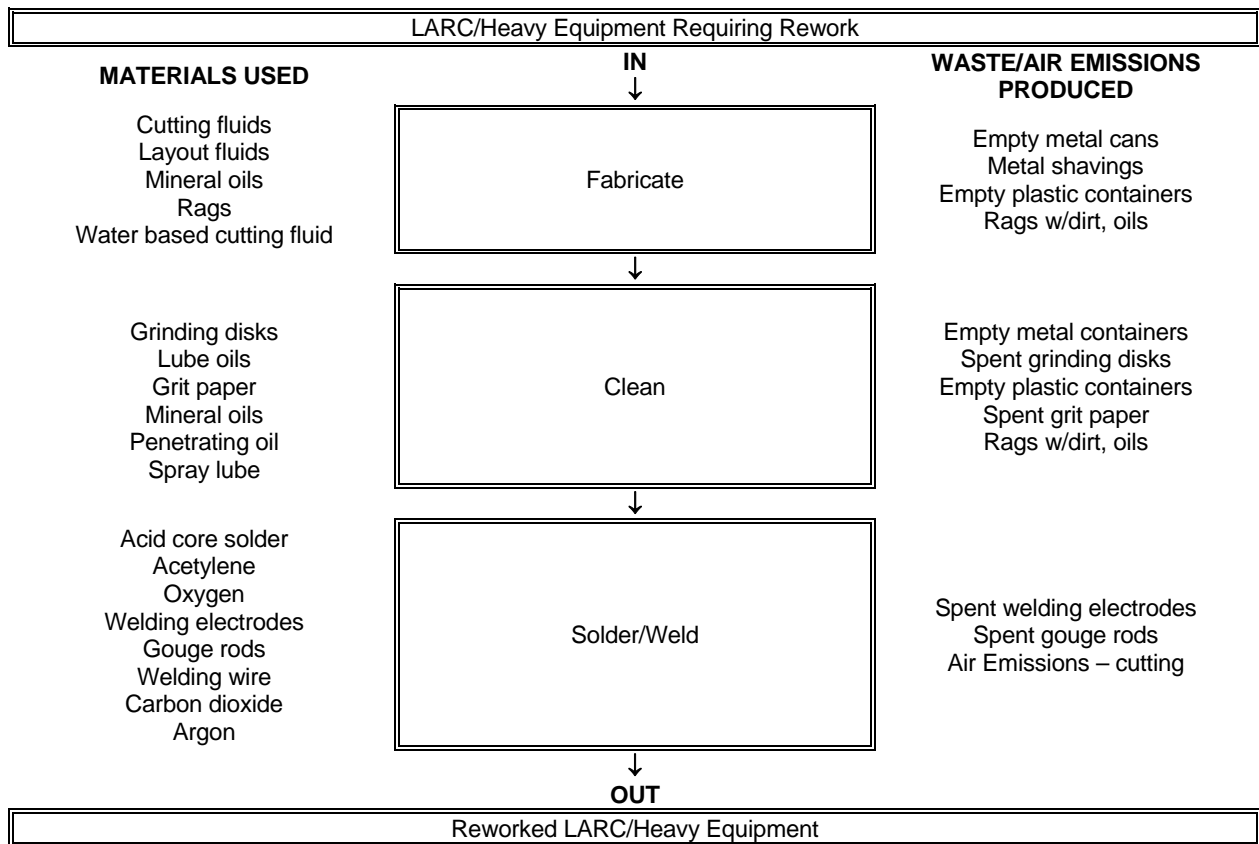 LARC/Heavy Equipment Requiring Rework
MATERIALS USED
IN
↓
WASTE/AIR EMISSIONS
PRODUCED
Cutting fluids
Layout fluids
Mineral oils
Rags
Water based cutting fluid
Fabricate
Empty metal cans
Metal shavings
Empty plastic containers
Rags w/dirt, oils
↓
Grinding disks
Lube oils
Grit paper
Mineral oils
Penetrating oil
Spray lube
Clean
Empty metal containers
Spent grinding disks
Empty plastic containers
Spent grit paper
Rags w/dirt, oils
↓
Acid core solder
Acetylene
Oxygen
Welding electrodes
Gouge rods
Welding wire
Carbon dioxide
Argon
Solder/Weld
Spent welding electrodes
Spent gouge rods
Air Emissions – cutting
↓
OUT
Reworked LARC/Heavy Equipment